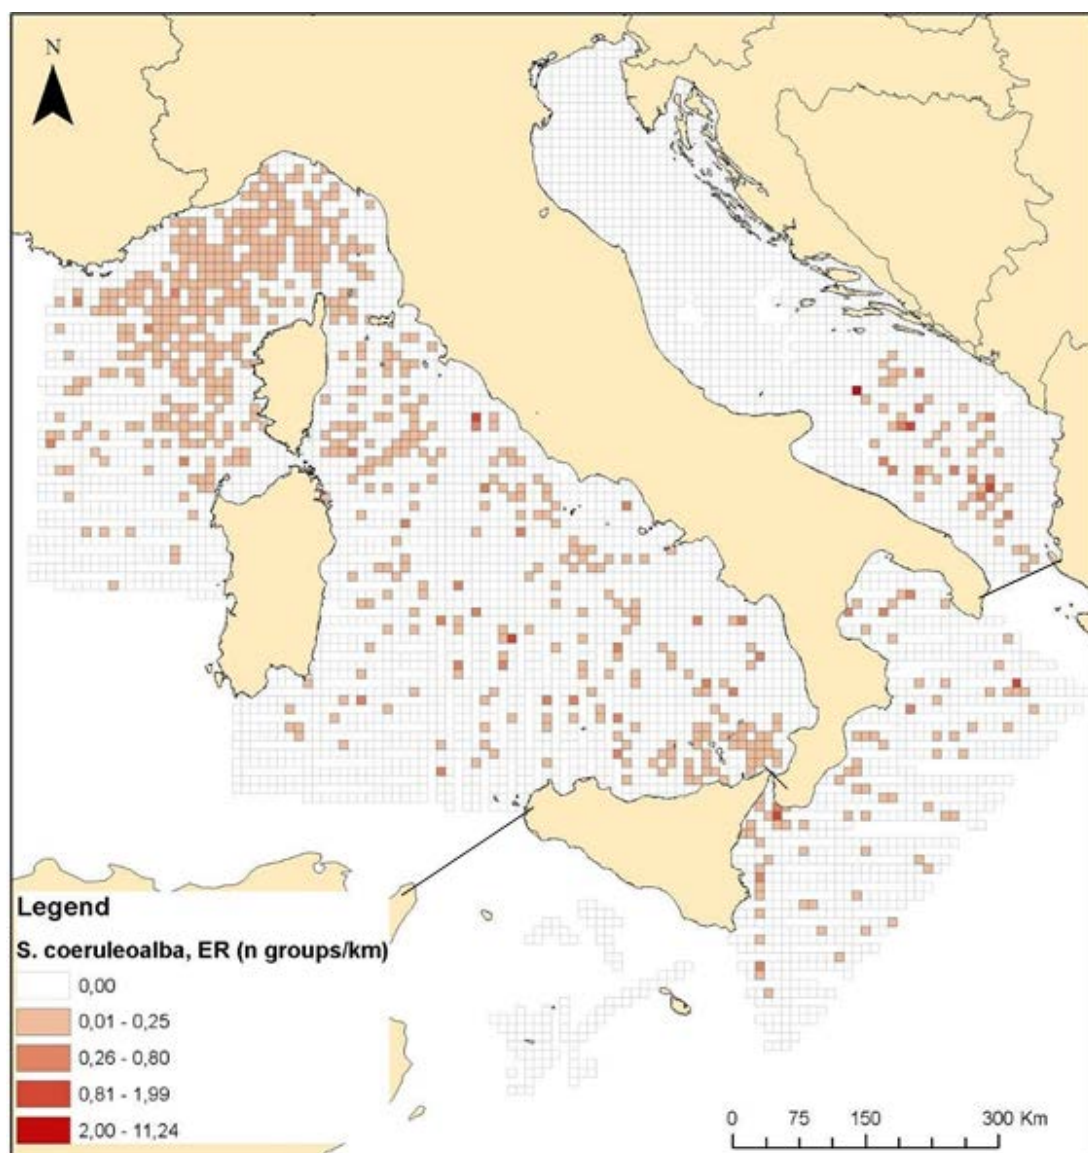 N
Legend
S. coeruleoalba, ER (n groups/km)
0,00
0,01 - 0,25
0,26 - 0,80
0,81 - 1,99
2,00 - 11,24
0 75 150 300 Km